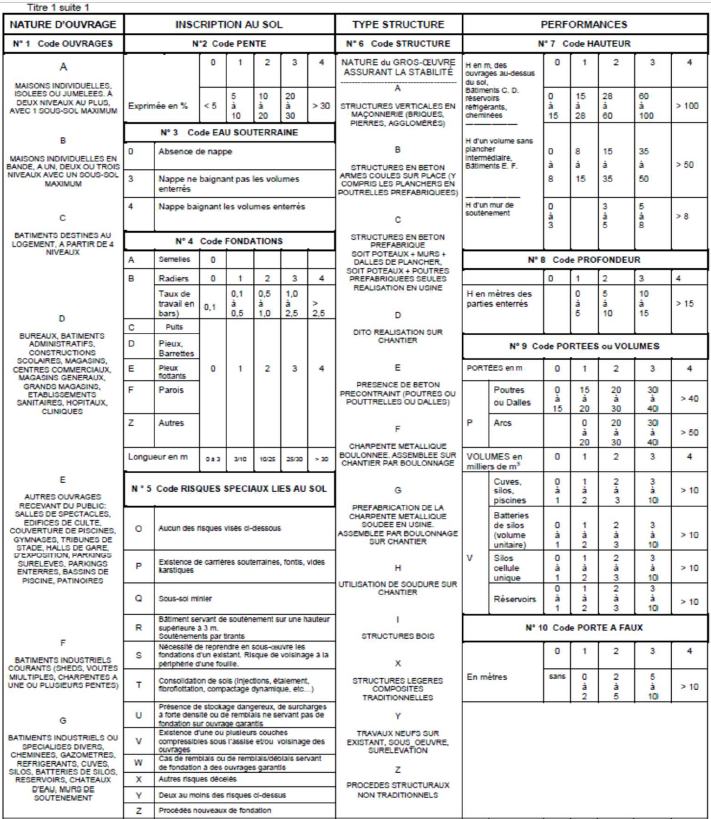 Titre 1 suite 1
NATURE D'OUVRAGE
N° 1 Code OUVRAGES
A
MAISONS INDIVIDUELLES,
ISOLEES OU JUMELEES, À
DEUX NIVEAUX AU PLUS,
AVEC 1 SOUS-SOL MAXIMUM
B
MAISONS INDIVIDUELLES EN
BANDE, A UN, DEUX OU TROIS
NIVEAUX AVEC UN SOUS-SOL
MAXIMUM
C
BATIMENTS DESTINES AU
LOGEMENT, A PARTIR DE 4
NIVEAUX
D
BUREAUX, BATIMENTS
ADMINISTRATIFS,
CONSTRUCTIONS
SCOLAIRES, MAGASINS,
CENTRES COMMERCIAUX,
MAGASINS GENERAUX,
GRANDS MAGASINS,
ETABLISSEMENTS
SANITAIRES, HOPITAUX,
CLINIQUES
E
AUTRES OUVRAGES
RECEVANT DU PUBLIC:
SALLES DE SPECTACLES,
EDIFICES DE CULTE,
COUVERTURE DE PISCINES,
GYMNASES, TRIBUNES DE
STADE, HALLS DE GARE,
D'EXPOSITION, PARKINGS
SURELEVES, PARKINGS
ENTERRES, BASSINS DE
PISCINE, PATINOIRES
F
BATIMENTS INDUSTRIELS
COURANTS (SHEDS, VOUTES
MIULTIPLES, CHARPENTES A
UNE OU PLUSIEURS PENTES)
G
BATIMENTS INDUSTRIELS OU
SPECIALISES DIVERS,
CHEMINEES, GAZOMETRES,
REFRIGERANTS, CUVES,
SILOS, BATTERIES DE SILOS,
RESERVOIRS, CHATEAUX
D'EAU, MURS DE
SOUTENEMENT
INSCRIPTION AU SOL
N°2 Code PENTE
0 1 2 3 4
Exprimée en % < 5 5 à 10 10 à 20 20 à 30 > 30
N° 3 Code EAU SOUTERRAINE
0 Absence de nappe
3 Nappe ne baignant pas les volumes
enterrés
4 Nappe baignant les volumes enterrés
N° 4 Code FONDATIONS
A Semelles 0
B Radiers 0 1 2 3 4
Taux de
travail en
bars) 0,1 0,1 à 0,5 0,5 à 1,0 1,0 à 2,5 > 2,5
C Puits
D Pieux,
Barrettes
E Pieux
flottants 0 1 2 3 4
F Parois
Z Autres
Longueur en m 0 à 3 3/10 10/25 25/30 > 30
N ° 5 Code RISQUES SPECIAUX LIES AU SOL
O Aucun des risques visés ci-dessous
P Existence de carrières souterraines, fontis, vides
karstiques
Q Sous-sol minier
R Bâtiment servant de soutènement sur une hauteur
supérieure à 3 m.
Soutènements par tirants
S Nécessité de reprendre en sous-œuvre les
fondations d'un existant. Risque de voisinage à la
périphérie d'une fouille.
T Consolidation de sols (injections, étalement,
fibroflottation, compactage dynamique, etc…)
U Présence de stockage dangereux, de surcharges
à forte densité ou de remblais ne servant pas de
fondation sur ouvrage garantis
V Existence d'une ou plusieurs couches
compressibles sous l'assise et/ou voisinage des
ouvrages
W Cas de remblais ou de remblais/déblais servant
de fondation à des ouvrages garantis
X Autres risques décelés
Y Deux au moins des risques ci-dessus
Z Procédés nouveaux de fondation
TYPE STRUCTURE
N° 6 Code STRUCTURE
NATURE du GROS-ŒUVRE
ASSURANT LA STABILITÉ
A
STRUCTURES VERTICALES EN
MAÇONNERIE (BRIQUES,
PIERRES, AGGLOMÉRÉS)
B
STRUCTURES EN BETON
ARMES COULES SUR PLACE (Y
COMPRIS LES PLANCHERS EN
POUTRELLES PREFABRIQUEES)
C
STRUCTURES EN BETON
PREFABRIQUE
SOIT POTEAUX + MURS +
DALLES DE PLANCHER,
SOIT POTEAUX + POUTRES
PREFABRIQUEES SEULES
REALISATION EN USINE
D
DITO REALISATION SUR
CHANTIER
E
PRESENCE DE BETON
PRECONTRAINT (POUTRES OU
POUTTRELLES OU DALLES)
F
CHARPENTE METALLIQUE
BOULONNEE, ASSEMBLEE SUR
CHANTIER PAR BOULONNAGE
G
PREFABRICATION DE LA
CHARPENTE METALLIQUE
SOUDEE EN USINE.
ASSEMBLEE PAR BOULONNAGE
SUR CHANTIER
H
UTILISATION DE SOUDURE SUR
CHANTIER
I
STRUCTURES BOIS
X
STRUCTURES LEGERES
COMPOSITES
TRADITIONNELLES
Y
TRAVAUX NEUFS SUR
EXISTANT, SOUS_OEUVRE,
SURELEVATION
Z
PROCEDES STRUCTURAUX
NON TRADITIONNELS
PERFORMANCES
N° 7 Code HAUTEUR
0 1 2 3 4
H en m, des
ouvrages au-dessus
du sol,
Bâtiments C. D.
réservoirs
réfrigérants,
cheminées 0 à 15 15 à 28 28 à 60 60 à 100 > 100
H d'un volume sans
plancher
intermédiaire,
Bâtiments E. F. 0 à 8 8 à 15 15 à 35 35 à 50 > 50
H d'un mur de
soutènement 0 à 3 3 à 5 5 à 8 > 8
N° 8 Code PROFONDEUR
0 1 2 3 4
H en mètres des
parties enterrés 0 à 5 5 à 10 10 à 15 > 15
N° 9 Code PORTEES ou VOLUMES
PORTÉES en m 0 1 2 3 4
P Poutres
ou Dalles 0 à 15 15 à 20 20 à 30 30) à 40) > 40
Arcs 0 à 20 20 à 30 30) à 40) > 50
VOLUMES en
milliers de m³ 0 1 2 3 4
V Cuves,
silos,
piscines 0 à 1 1 à 2 2 à 3 3 à 10) > 10
Batteries
de silos
(volume
unitaire) 0 à 1 1 à 2 2 à 3 3 à 10) > 10
Silos
cellule
unique 0 à 1 1 à 2 2 à 3 3 à 10) > 10
Réservoirs 0 à 1 1 à 2 2 à 3 3 à 10) > 10
N° 10 Code PORTE A FAUX
0 1 2 3 4
En mètres sans 0 à 2 2 à 5 5 à 10) > 10